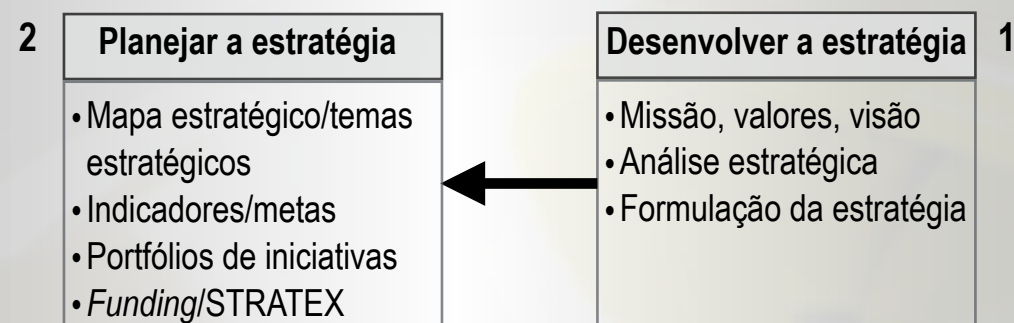 2
Planejar a estratégia
• Mapa estratégico/temas
estratégicos
• Indicadores/metas
• Portfólios de iniciativas
• Funding/STRATEX
Desenvolver a estratégia
1
• Missão, valores, visão
• Análise estratégica
• Formulação da estratégia